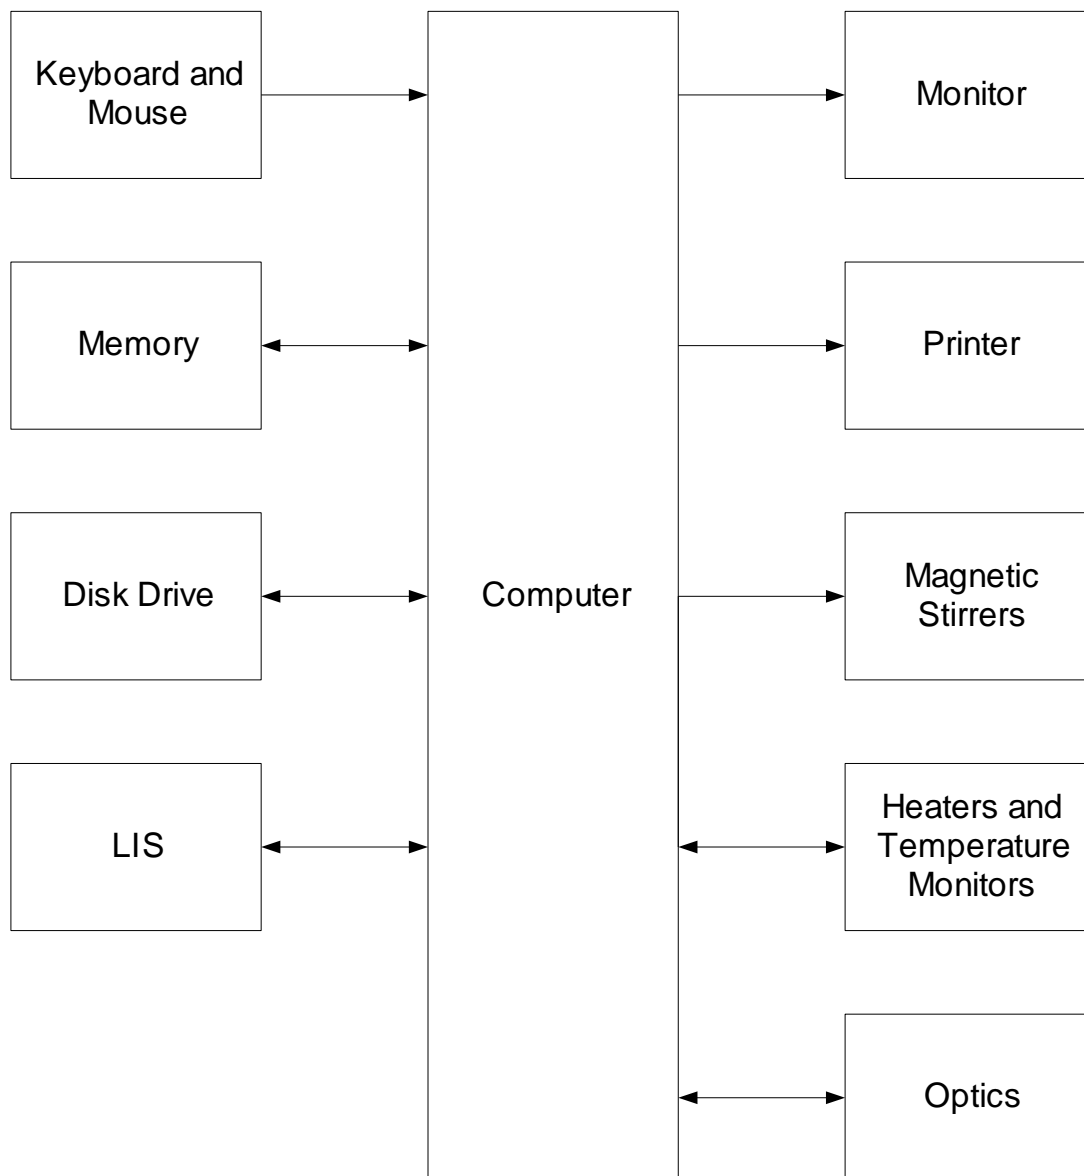 Keyboard and
Mouse
Monitor
Memory
Printer
Disk Drive
Computer
Magnetic
Stirrers
LIS
Heaters and
Temperature
Monitors
Optics